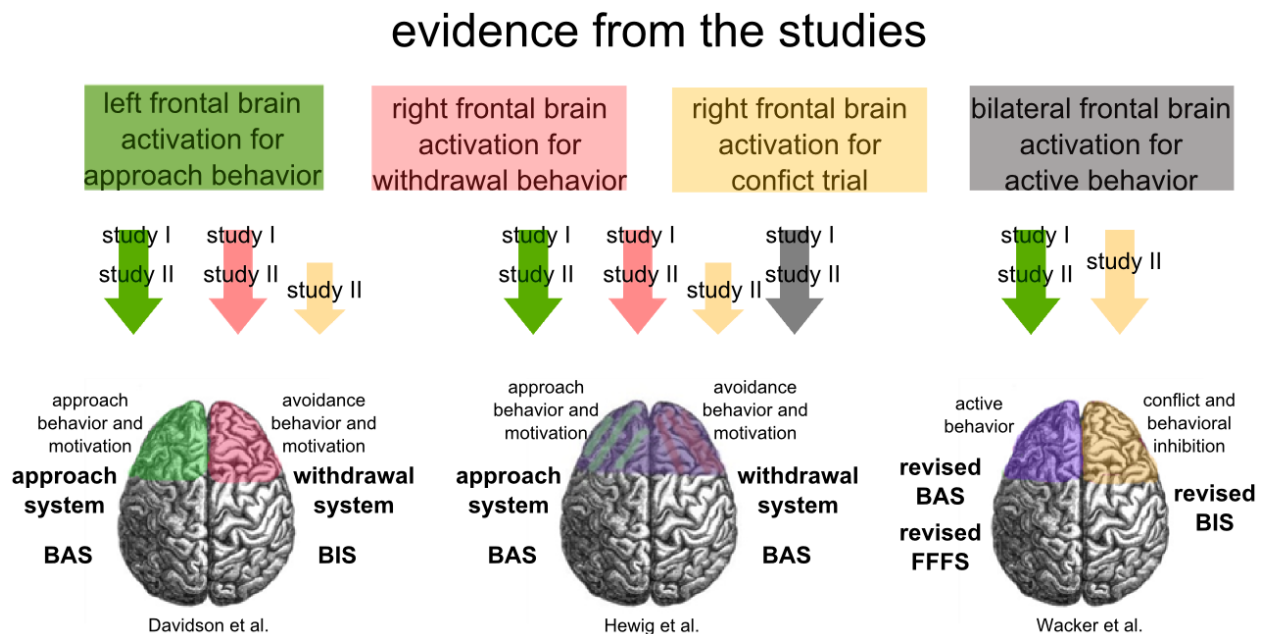 evidence from the studies
left frontal brain
activation for
approach behavior
right frontal brain
activation for
withdrawal behavior
right frontal brain
activation for
confict trial
bilateral frontal brain
activation for
active behavior
study I
study II
study I
study II
study II
study I
study II
study I
study II
study II
study I
study II
study I
study II
study II
approach
behavior and
motivation
avoidance
behavior and
motivation
approach
system
withdrawal
system
BAS
BIS
Davidson et al.
approach
behavior and
motivation
avoidance
behavior and
motivation
approach
system
withdrawal
system
BAS
BAS
Hewig et al.
active
behavior
conflict and
behavioral
inhibition
revised
BAS
revised
BIS
revised
FFFS
Wacker et al.